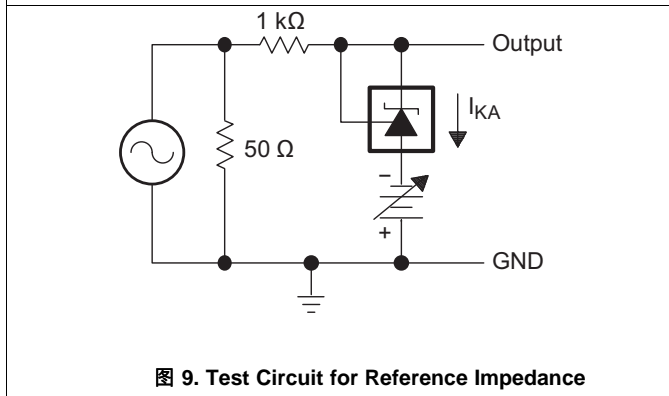 1 kΩ
Output
I_KA
50 Ω
−
+
GND
图 9. Test Circuit for Reference Impedance